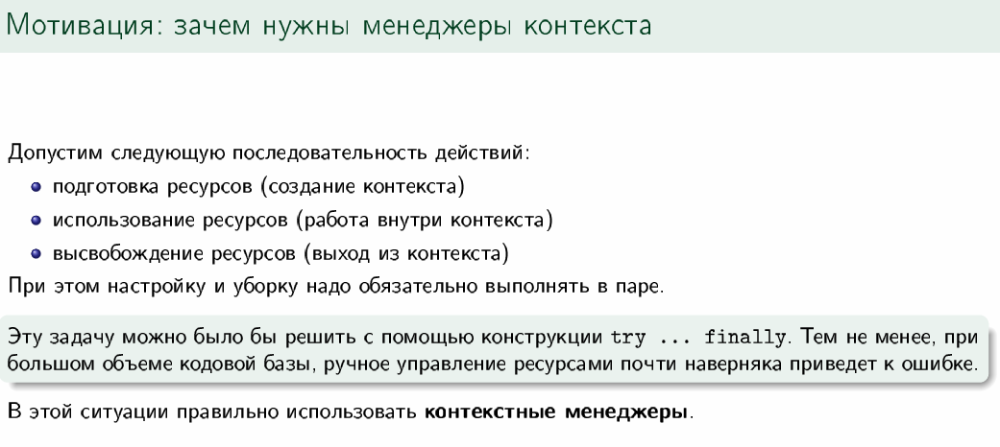 Мотивация: зачем нужны менеджеры контекста
Допустим следующую последовательность действий:
подготовка ресурсов (создание контекста)
использование ресурсов (работа внутри контекста)
высвобождение ресурсов (выход из контекста)
При этом настройку и уборку надо обязательно выполнять в паре.
Эту задачу можно было бы решить с помощью конструкции try ... finally. Тем не менее, при
большом объеме кодовой базы, ручное управление ресурсами почти наверняка приведет к ошибке.
В этой ситуации правильно использовать контекстные менеджеры.